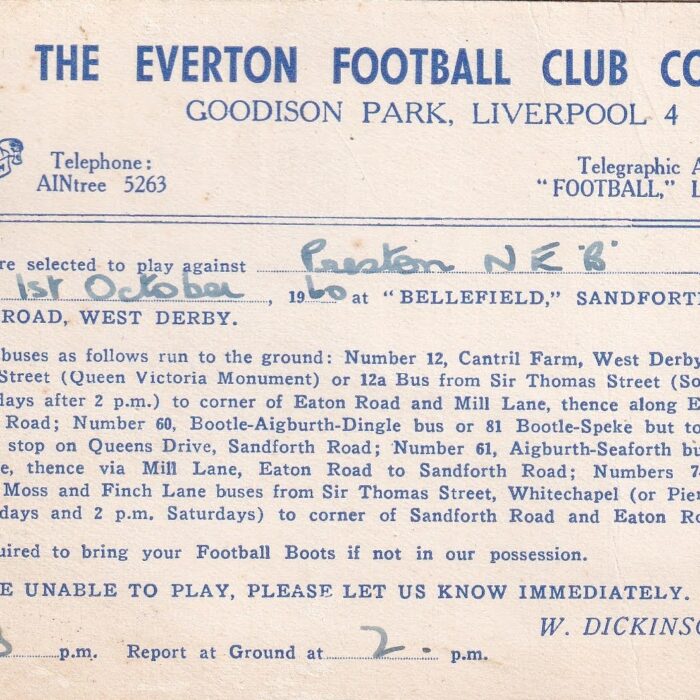 THE EVERTON FOOTBALL CLUB CO
GOODISON PARK, LIVERPOOL 4
Telephone:
AINtree 5263
Telegraphic A
"FOOTBALL," L
re selected to play against Preston N E 'B'
1st October, 1960 at "BELLEFIELD," SANDFORTH
ROAD, WEST DERBY.
buses as follows run to the ground: Number 12, Cantril Farm, West Derby
Street (Queen Victoria Monument) or 12a Bus from Sir Thomas Street (S
days after 2 p.m.) to corner of Eaton Road and Mill Lane, thence along E
Road; Number 60, Bootle-Aigburth-Dingle bus or 81 Bootle-Speke but to
stop on Queens Drive, Sandforth Road; Number 61, Aigburth-Seaforth bu
e, thence via Mill Lane, Eaton Road to Sandforth Road; Numbers 7
Moss and Finch Lane buses from Sir Thomas Street, Whitechapel (or Pie
days and 2 p.m. Saturdays) to corner of Sandforth Road and Eaton Ro
quired to bring your Football Boots if not in our possession.
E UNABLE TO PLAY, PLEASE LET US KNOW IMMEDIATELY.
W. DICKINSO
3 p.m. Report at Ground at 2. p.m.